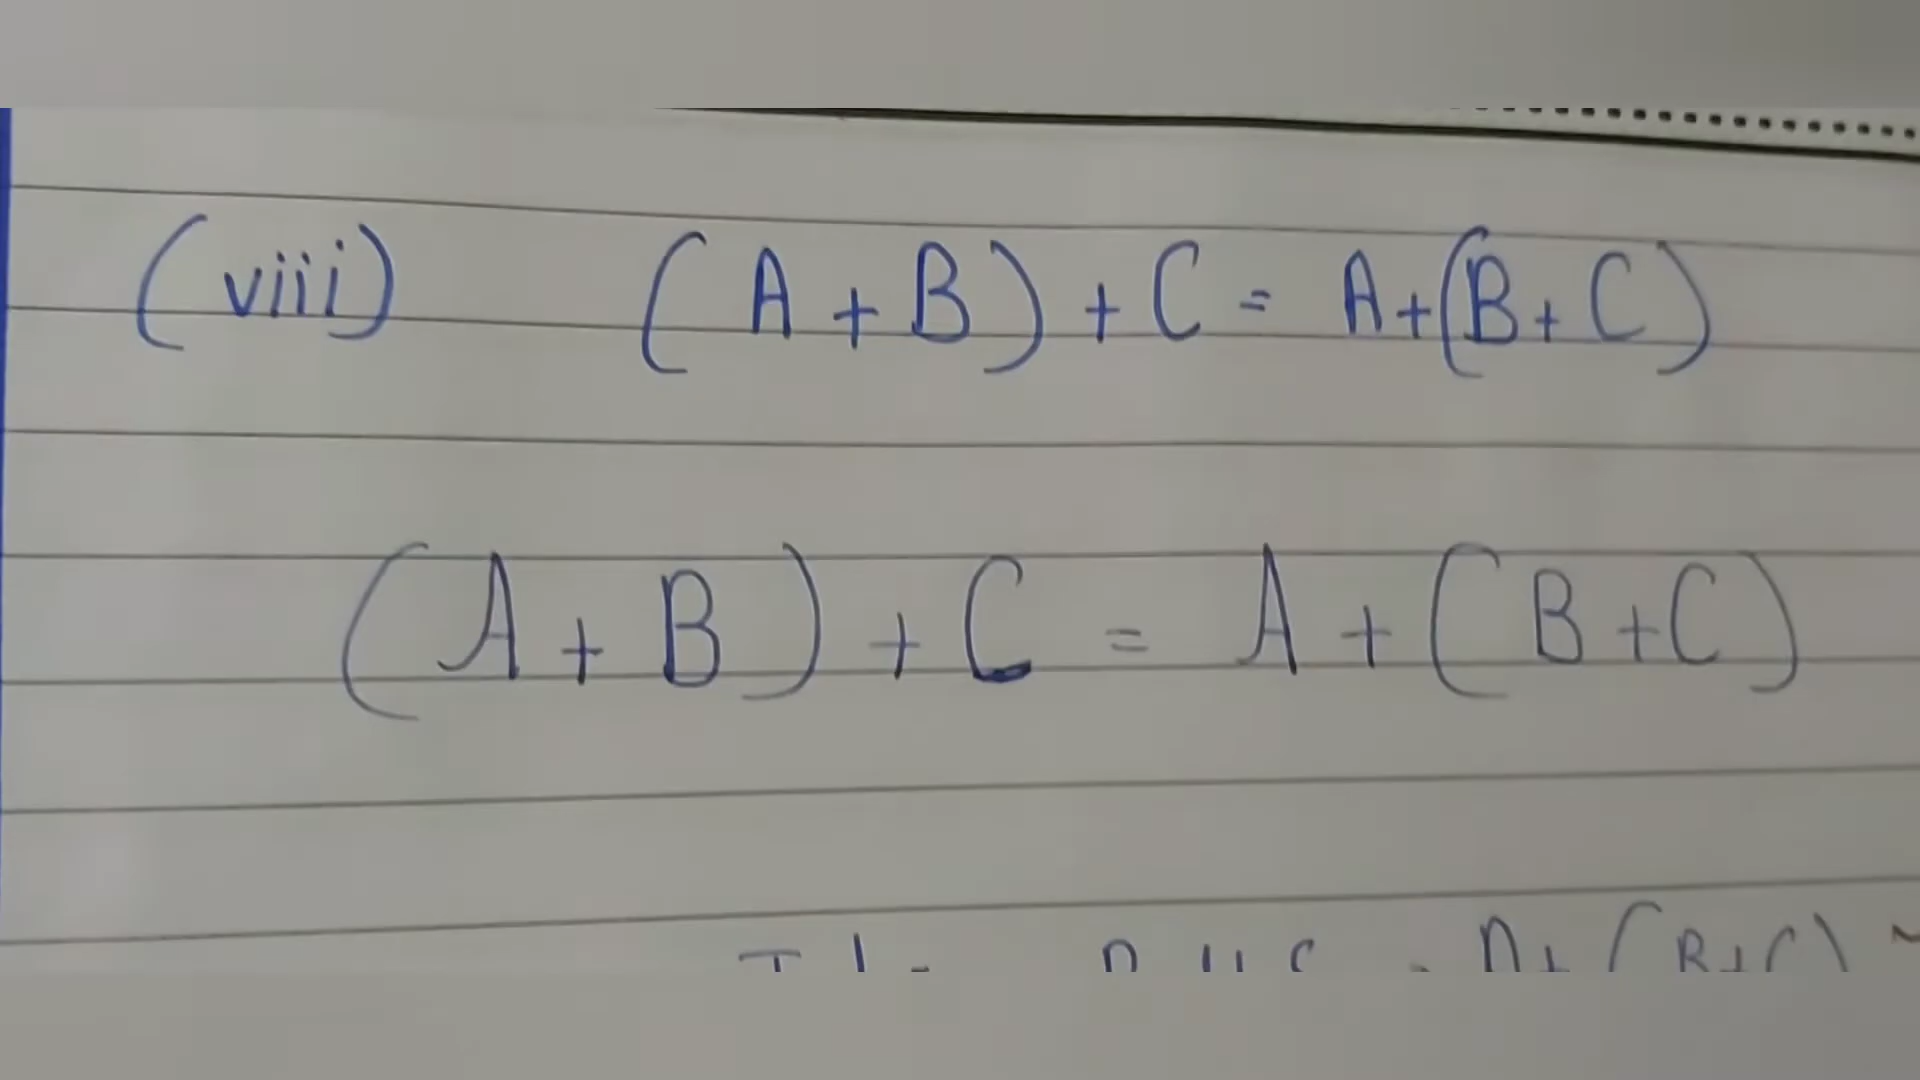 (viii) (A + B) + C = A + (B + C)
(A + B) + C = A + (B + C)